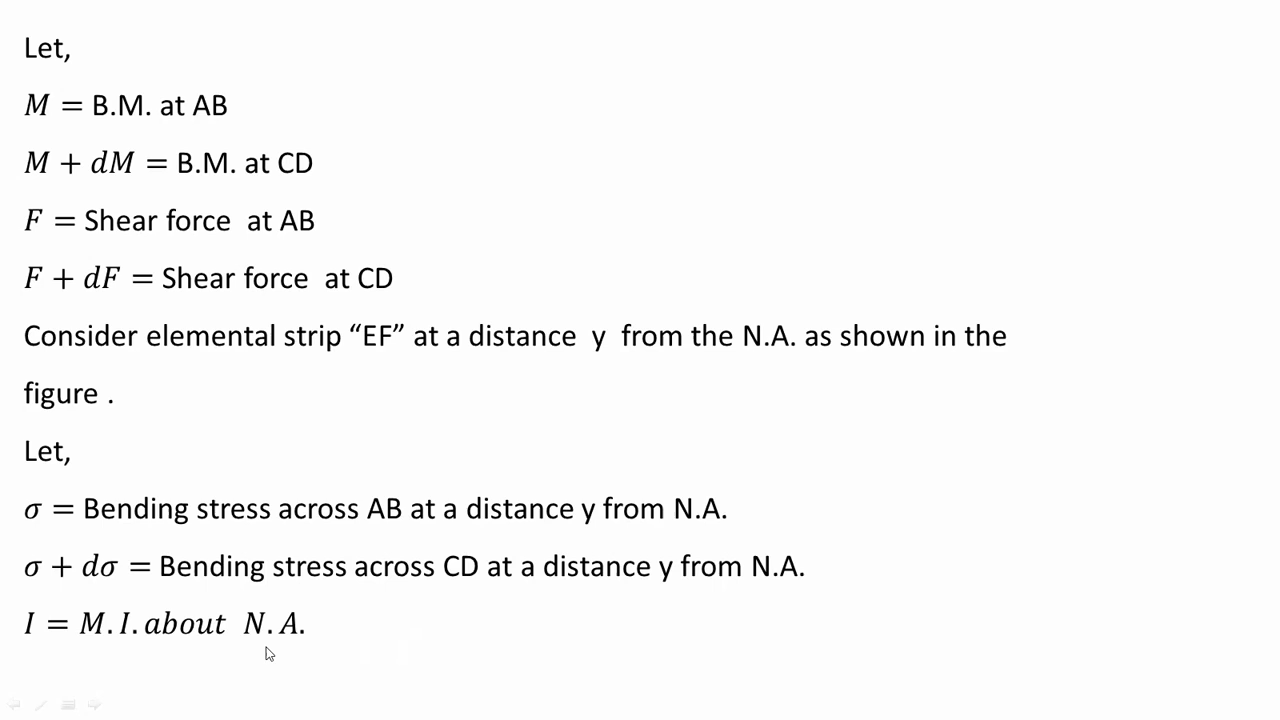 Let,
M = B.M. at AB
M + dM = B.M. at CD
F = Shear force at AB
F + dF = Shear force at CD
Consider elemental strip “EF” at a distance y from the N.A. as shown in the
figure .
Let,
σ = Bending stress across AB at a distance y from N.A.
σ + dσ = Bending stress across CD at a distance y from N.A.
I = M.I.about N.A.